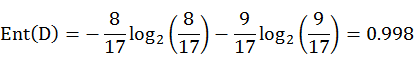 Ent(D) = −8/17 log₂(8/17) − 9/17 log₂(9/17) = 0.998